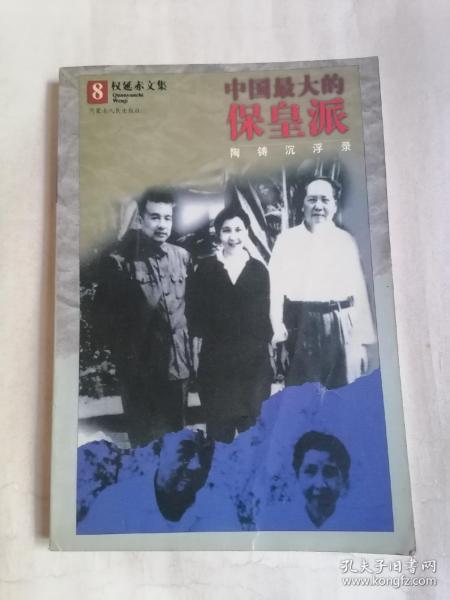 8
权延赤文集
Quanyanchi
Wenji
内蒙古人民出版社
中国最大的
保皇派
陶铸沉浮录
孔夫子旧书网
www.kongfz.com